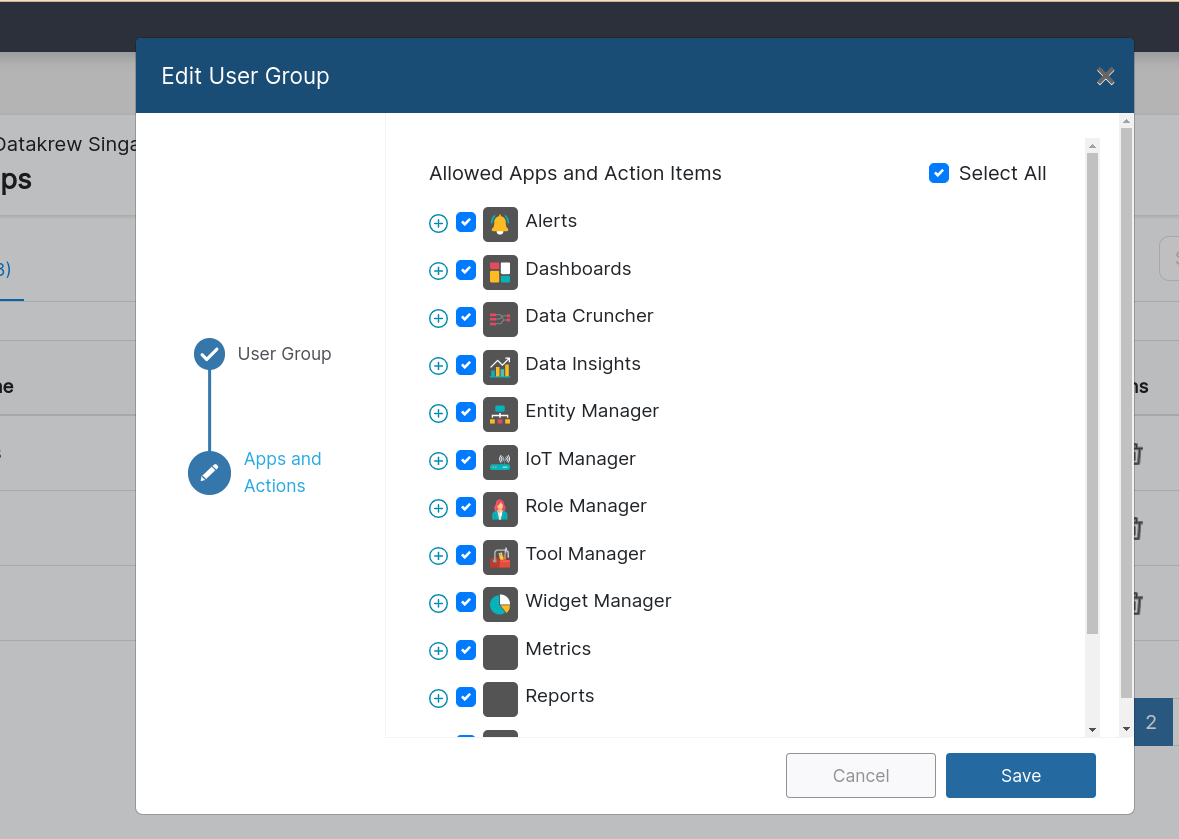 Edit User Group
Datakrew Singa
ps
3)
ne
ns
User Group
Apps and
Actions
Allowed Apps and Action Items
Select All
Alerts
Dashboards
Data Cruncher
Data Insights
Entity Manager
IoT Manager
Role Manager
Tool Manager
Widget Manager
Metrics
Reports
2
Cancel
Save